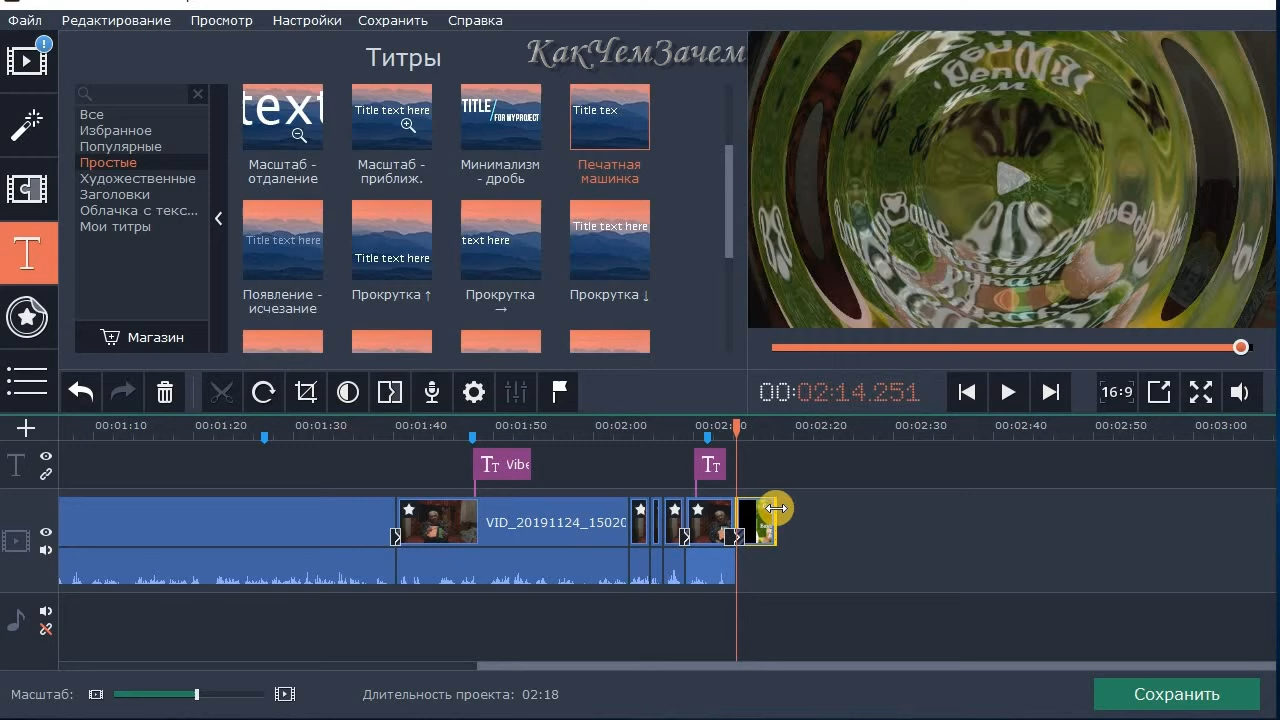 Файл Редактирование Просмотр Настройки Сохранить Справка
Титры
КакЧемЗачем
Все
Избранное
Популярные
Простые
Художественные
Заголовки
Облачка с текс...
Мои титры
Магазин
text
Title text here
TITLE
FOR MY PROJECT
Title tex
Масштаб -
отдаление
Масштаб -
приближ.
Минимализм
- дробь
Печатная
машинка
Title text here
Title text here
text here
Title text here
Появление -
исчезание
Прокрутка ↑
Прокрутка
→
Прокрутка ↓
00:02:14.251
16:9
00:01:10 00:01:20 00:01:30 00:01:40 00:01:50 00:02:00 00:02:20 00:02:30 00:02:40 00:02:50 00:03:00
VID_20191124_15020
Масштаб:
Длительность проекта: 02:18
Сохранить